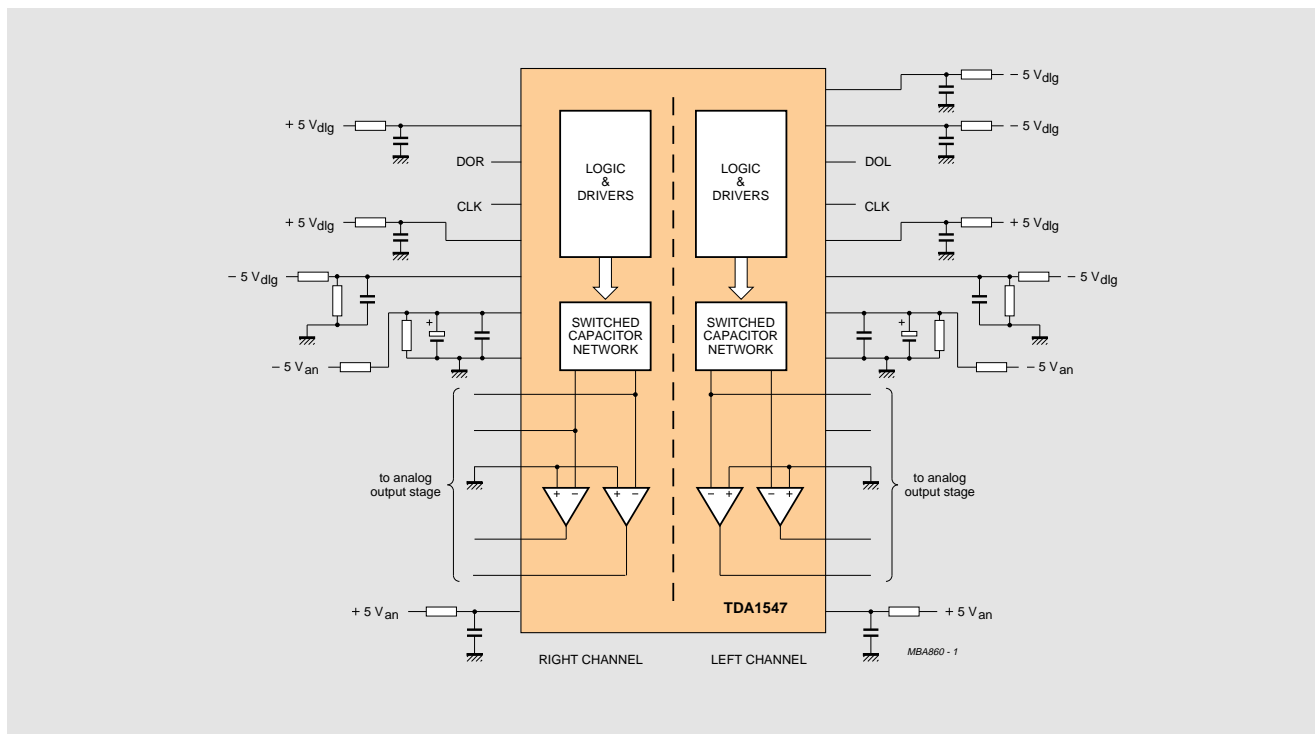 − 5 Vdlg
+ 5 Vdlg
− 5 Vdlg
DOR
LOGIC
&
DRIVERS
LOGIC
&
DRIVERS
DOL
CLK
CLK
+ 5 Vdlg
+ 5 Vdlg
− 5 Vdlg
− 5 Vdlg
+
SWITCHED
CAPACITOR
NETWORK
SWITCHED
CAPACITOR
NETWORK
+
− 5 Van
− 5 Van
to analog
output stage
to analog
output stage
+ −
+ −
− +
− +
+ 5 Van
TDA1547
+ 5 Van
RIGHT CHANNEL
LEFT CHANNEL
MBA860 - 1